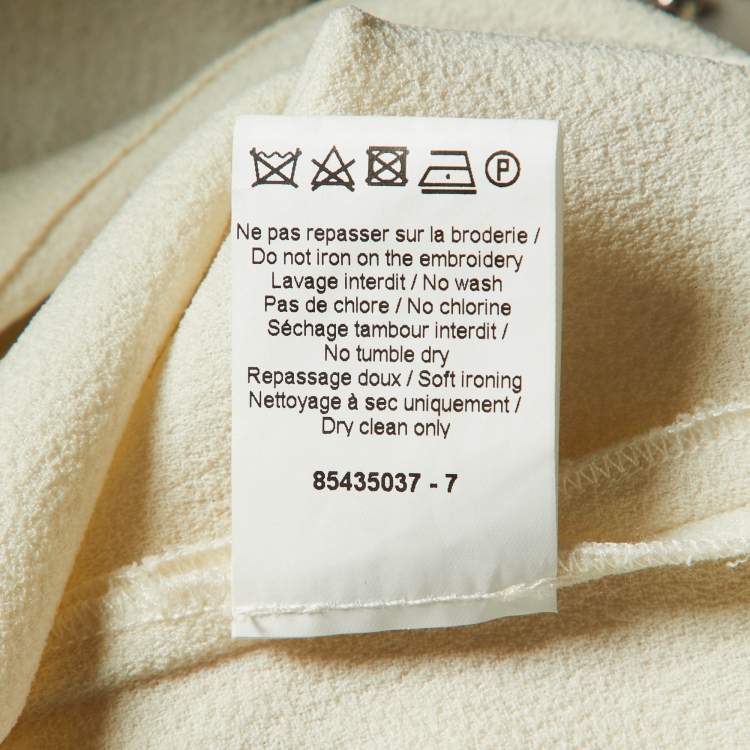 P
Ne pas repasser sur la broderie /
Do not iron on the embroidery
Lavage interdit / No wash
Pas de chlore / No chlorine
Séchage tambour interdit /
No tumble dry
Repassage doux / Soft ironing
Nettoyage à sec uniquement /
Dry clean only
85435037 - 7